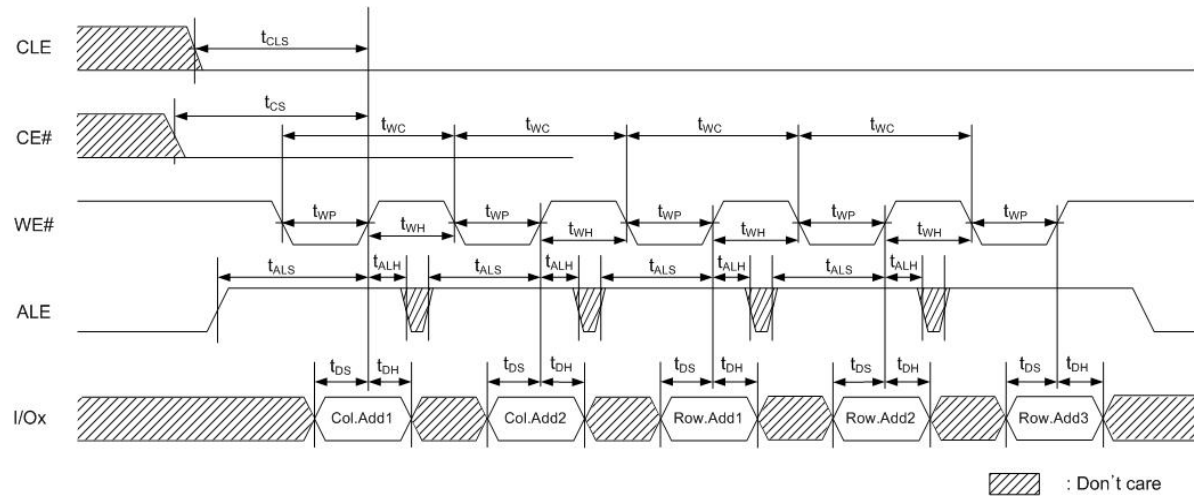 CLE
tCLS
CE#
tCS
tWC tWC tWC tWC
WE#
tWP tWP tWP tWP tWP
tWH tWH tWH tWH
ALE
tALS tALH tALS tALH tALS tALH tALS tALH
tDS tDH tDS tDH tDS tDH tDS tDH tDS tDH
I/Ox
Col.Add1 Col.Add2 Row.Add1 Row.Add2 Row.Add3
: Don't care